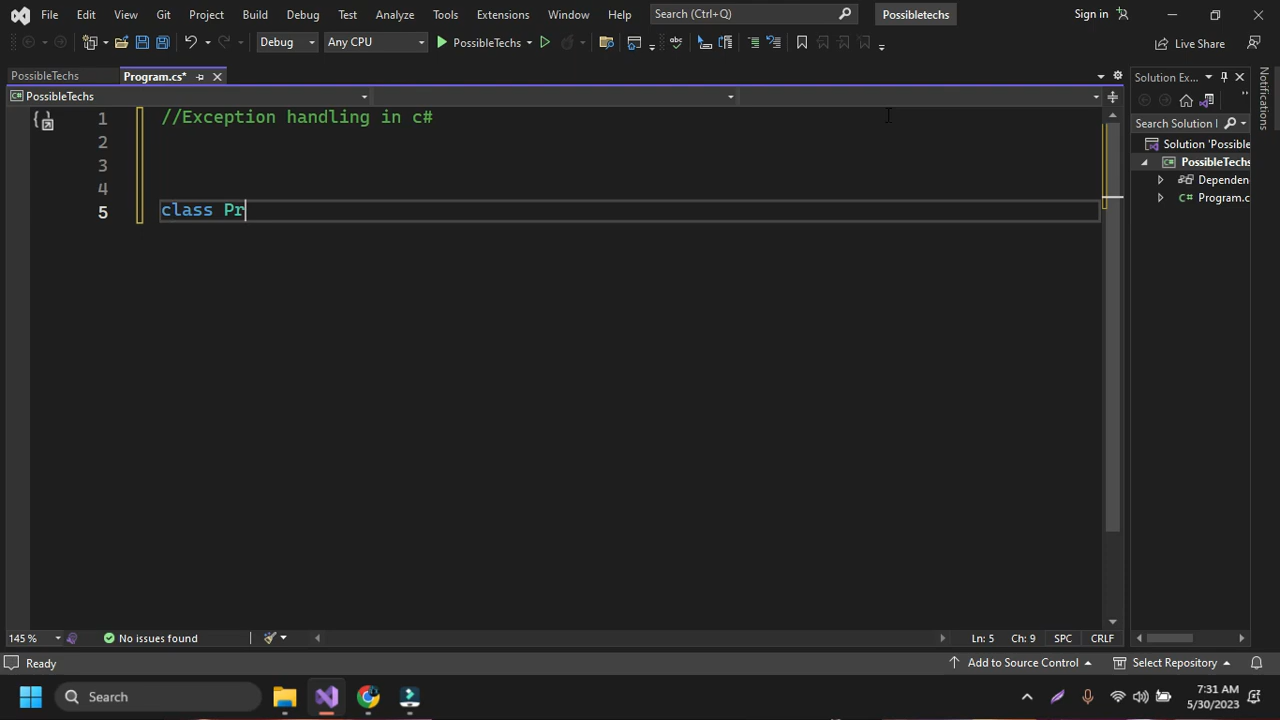 File Edit View Git Project Build Debug Test Analyze Tools Extensions Window Help Search (Ctrl+Q) Possibletechs Sign in
Debug Any CPU PossibleTechs Live Share
PossibleTechs Program.cs* Solution Ex...
PossibleTechs
Search Solution
Notifications
1 //Exception handling in c#
2
3
4
5 class Pr
Solution 'Possible
PossibleTechs
Depender
C# Program.c
145 % No issues found Ln: 5 Ch: 9 SPC CRLF
Ready Add to Source Control Select Repository
Search 7:31 AM
5/30/2023